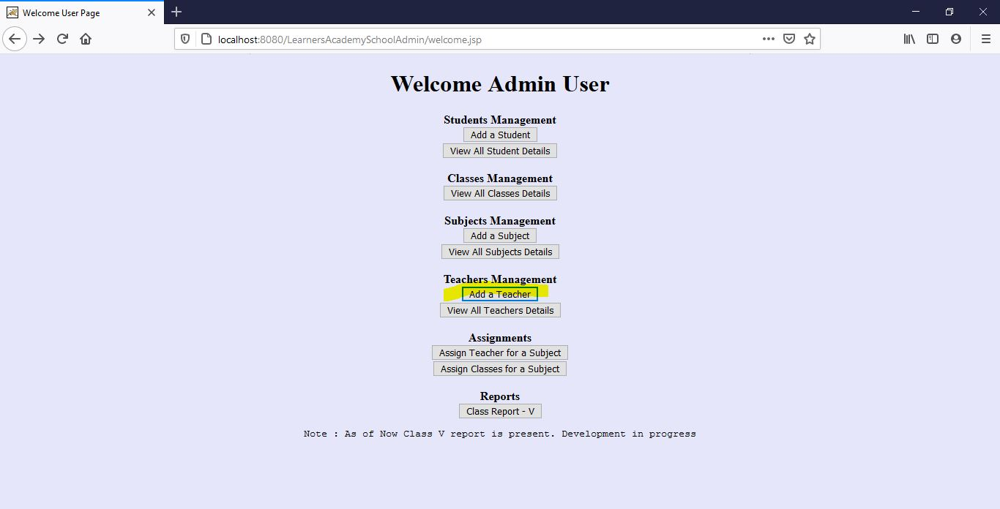 Welcome User Page
localhost:8080/LearnersAcademySchoolAdmin/welcome.jsp
Welcome Admin User
Students Management
Add a Student
View All Student Details
Classes Management
View All Classes Details
Subjects Management
Add a Subject
View All Subjects Details
Teachers Management
Add a Teacher
View All Teachers Details
Assignments
Assign Teacher for a Subject
Assign Classes for a Subject
Reports
Class Report - V
Note : As of Now Class V report is present. Development in progress